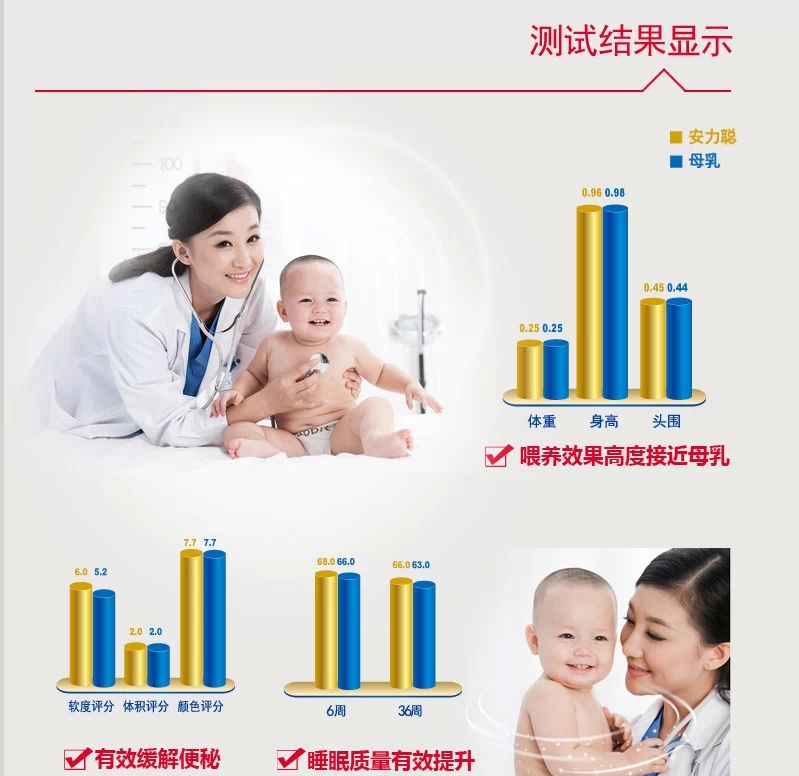 测试结果显示
100
安力聪
母乳
0.96 0.98
0.45 0.44
0.25 0.25
体重 身高 头围
喂养效果高度接近母乳
7.7 7.7
6.0 5.2
2.0 2.0
软度评分 体积评分 颜色评分
有效缓解便秘
68.0 66.0
66.0 63.0
6周 36周
睡眠质量有效提升